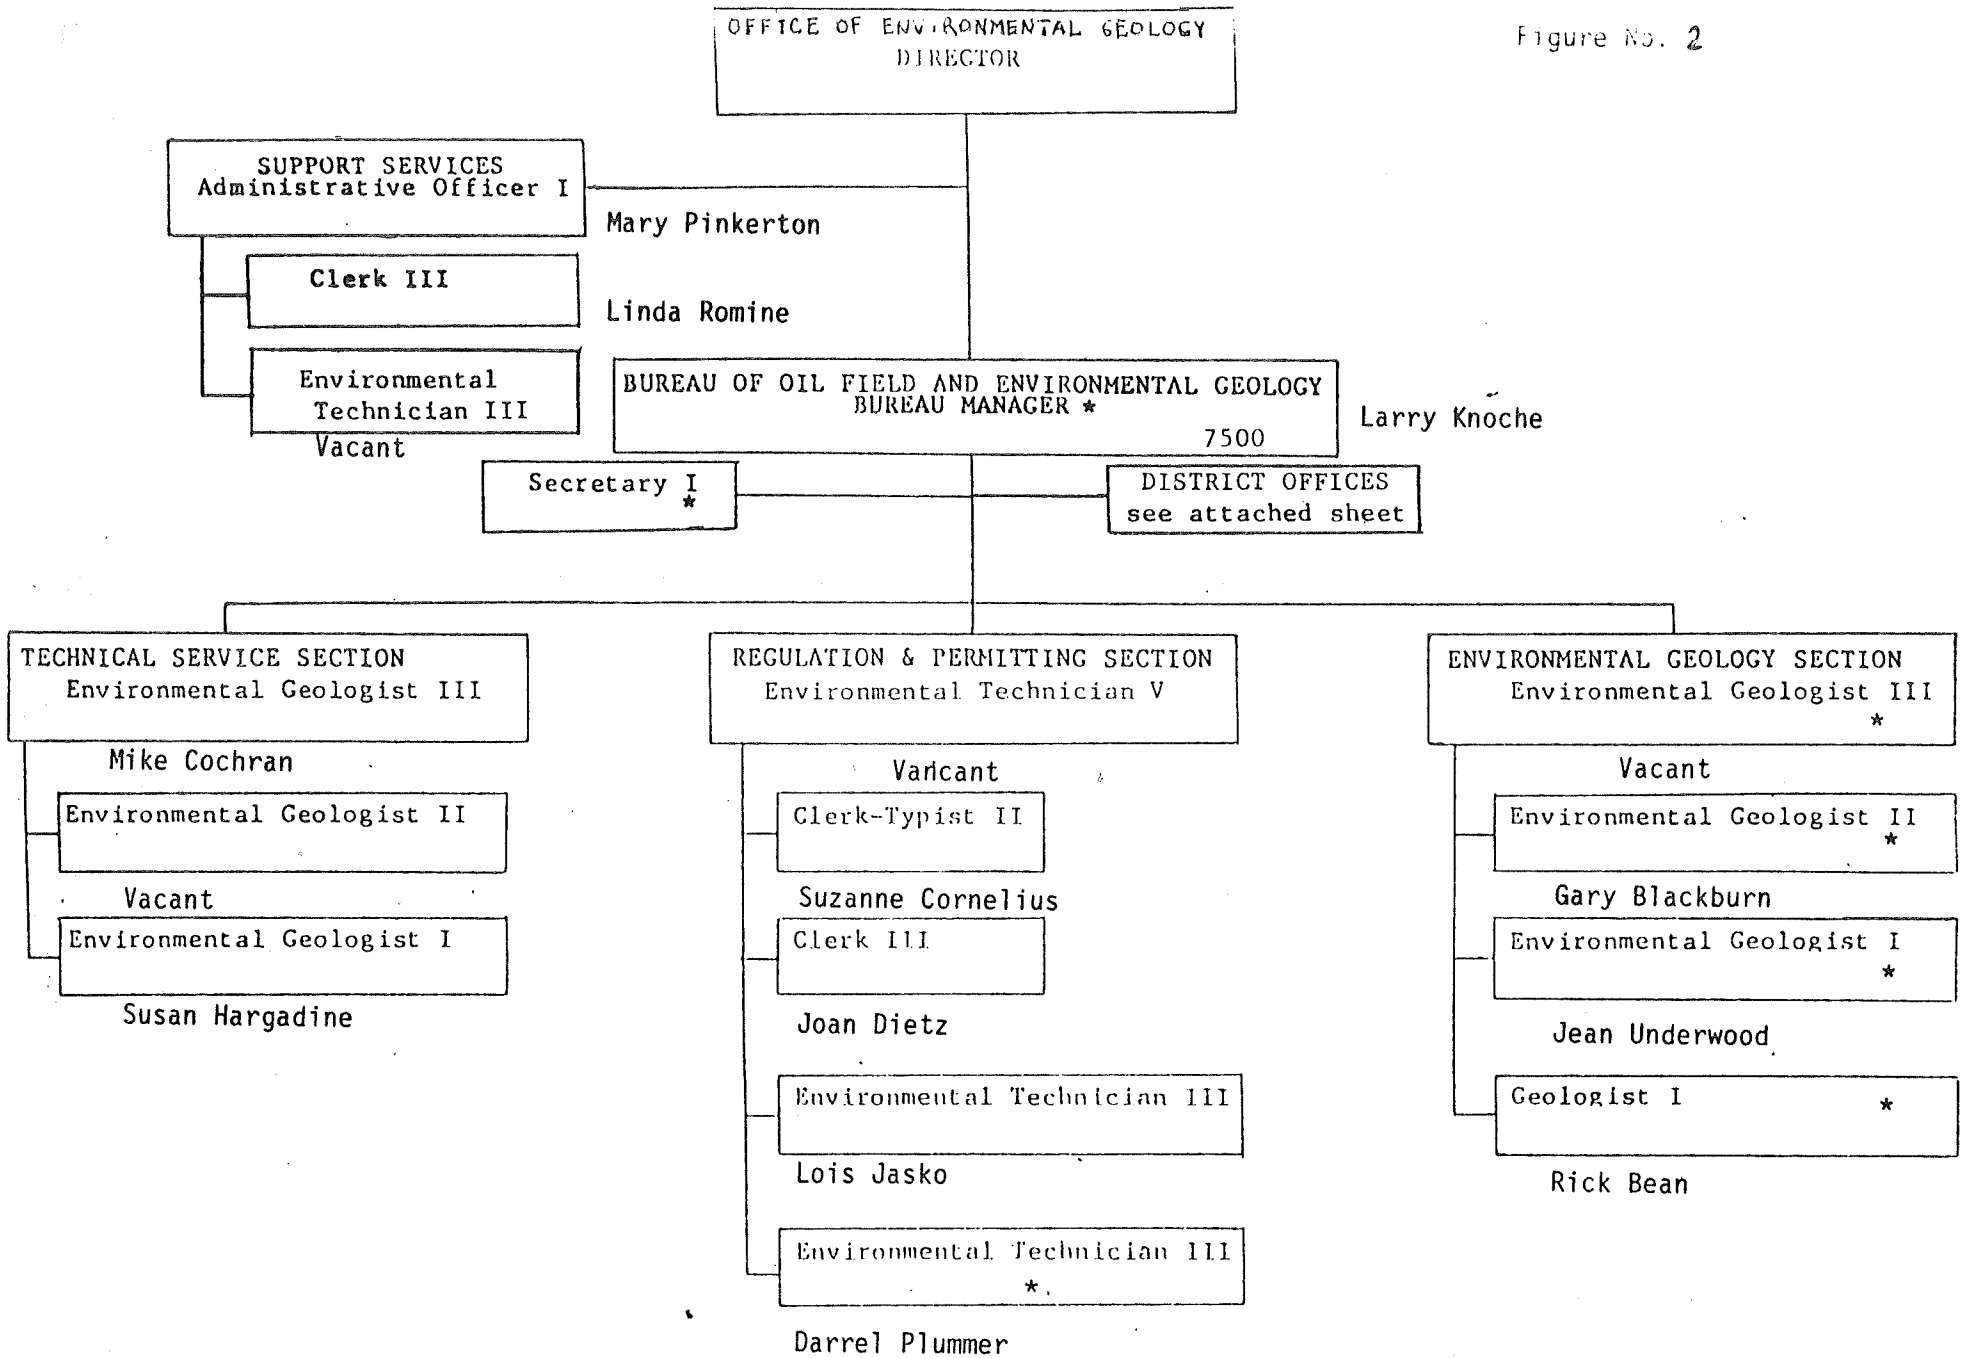 OFFICE OF ENVIRONMENTAL GEOLOGY
DIRECTOR
Figure No. 2
SUPPORT SERVICES
Administrative Officer I
Mary Pinkerton
Clerk III
Linda Romine
Environmental
Technician III
Vacant
BUREAU OF OIL FIELD AND ENVIRONMENTAL GEOLOGY
BUREAU MANAGER *
7500
Larry Knoche
Secretary I
*
DISTRICT OFFICES
see attached sheet
TECHNICAL SERVICE SECTION
Environmental Geologist III
Mike Cochran
Environmental Geologist II
Vacant
Environmental Geologist I
Susan Hargadine
REGULATION & PERMITTING SECTION
Environmental Technician V
Varicant
Clerk-Typist II
Suzanne Cornelius
Clerk III
Joan Dietz
Environmental Technician III
Lois Jasko
Environmental Technician III
*
Darrel Plummer
ENVIRONMENTAL GEOLOGY SECTION
Environmental Geologist III
*
Vacant
Environmental Geologist II
*
Gary Blackburn
Environmental Geologist I
*
Jean Underwood
Geologist I *
Rick Bean